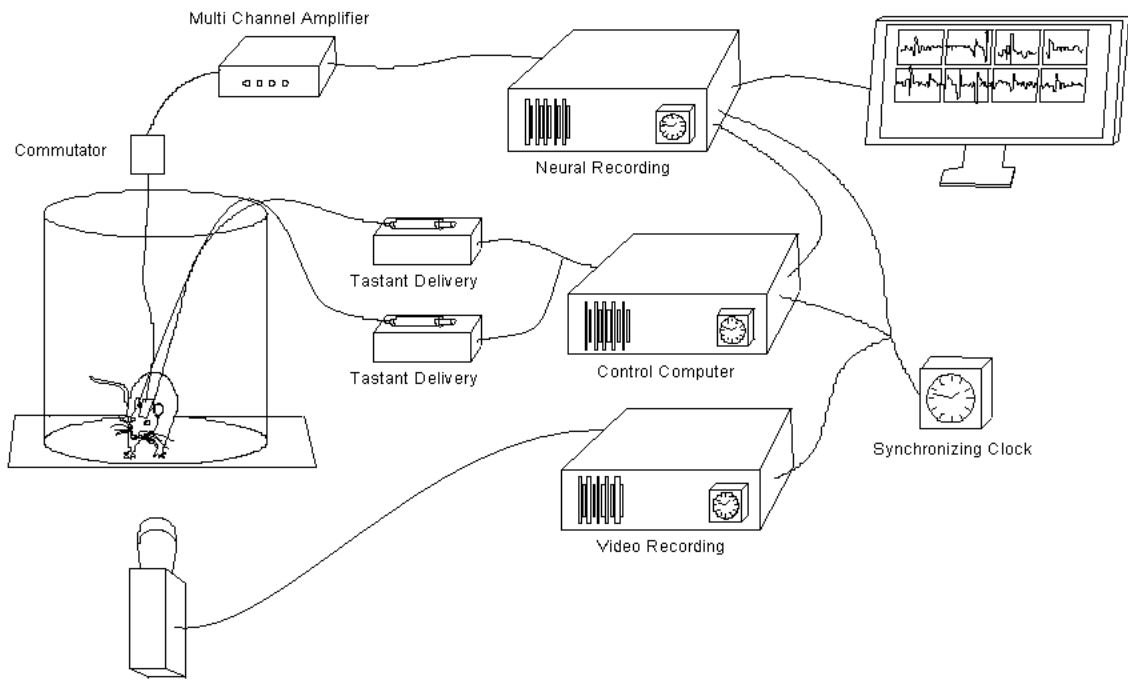 Multi Channel Amplifier
Commutator
Neural Recording
Tastant Delivery
Tastant Delivery
Control Computer
Synchronizing Clock
Video Recording